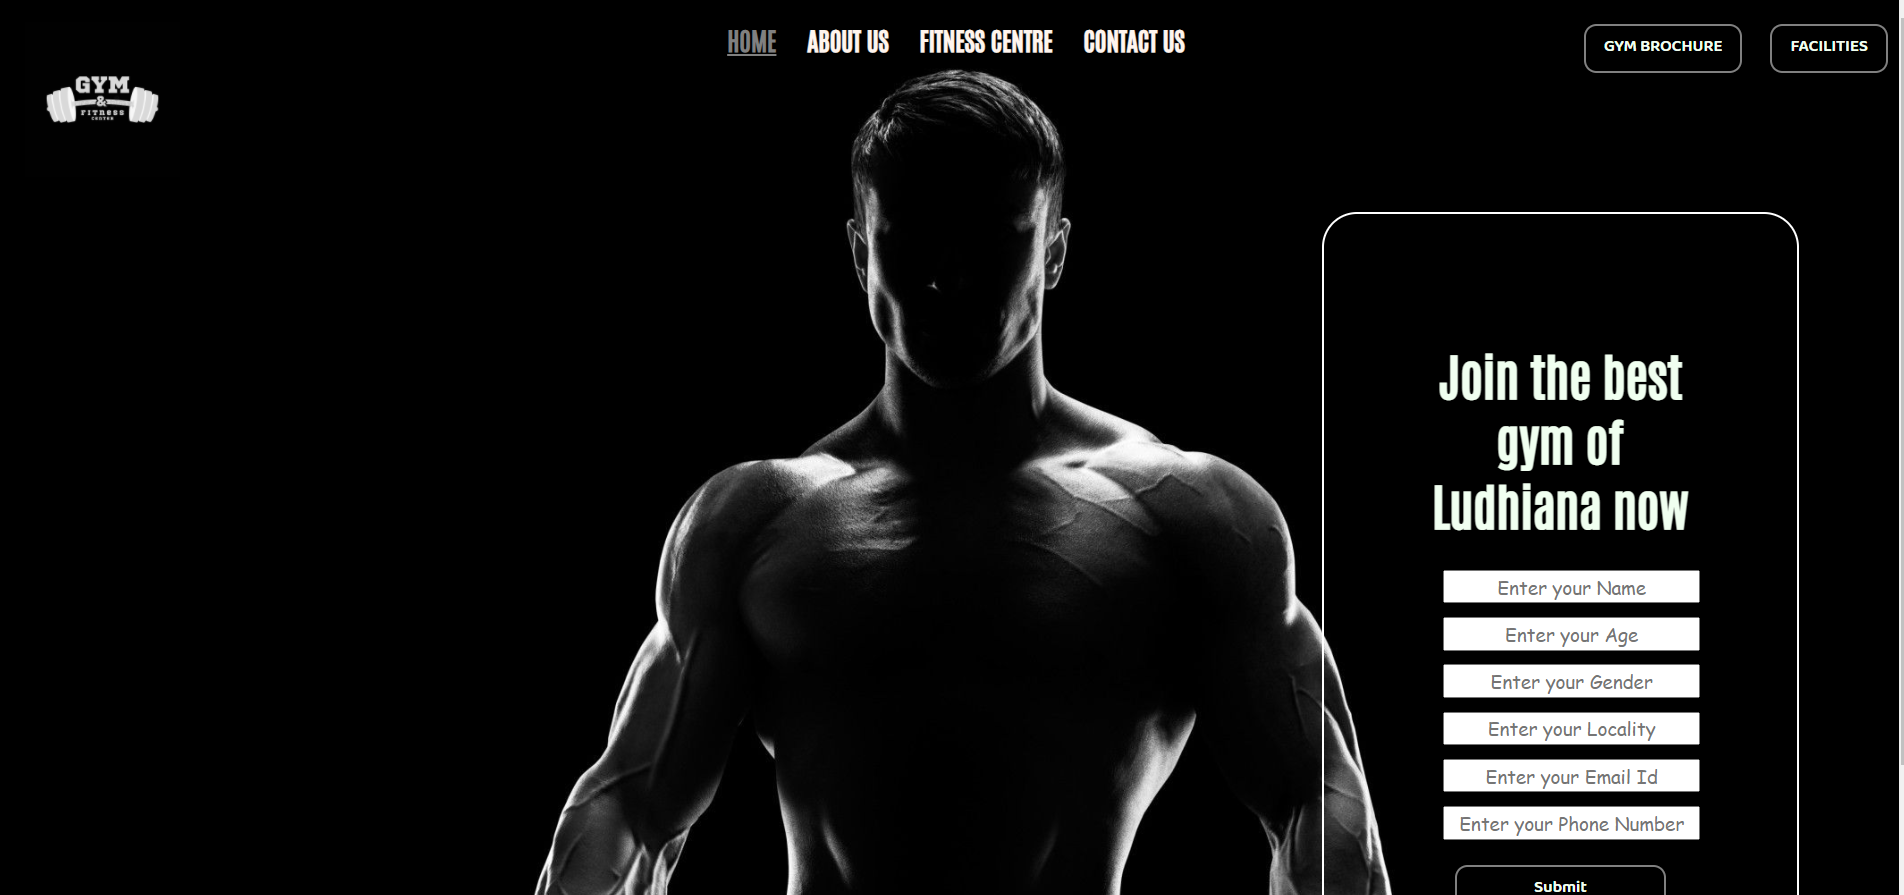 HOME ABOUT US FITNESS CENTRE CONTACT US
GYM BROCHURE FACILITIES
GYM
&
FITNESS
CENTER
Join the best
gym of
Ludhiana now
Enter your Name
Enter your Age
Enter your Gender
Enter your Locality
Enter your Email Id
Enter your Phone Number
Submit